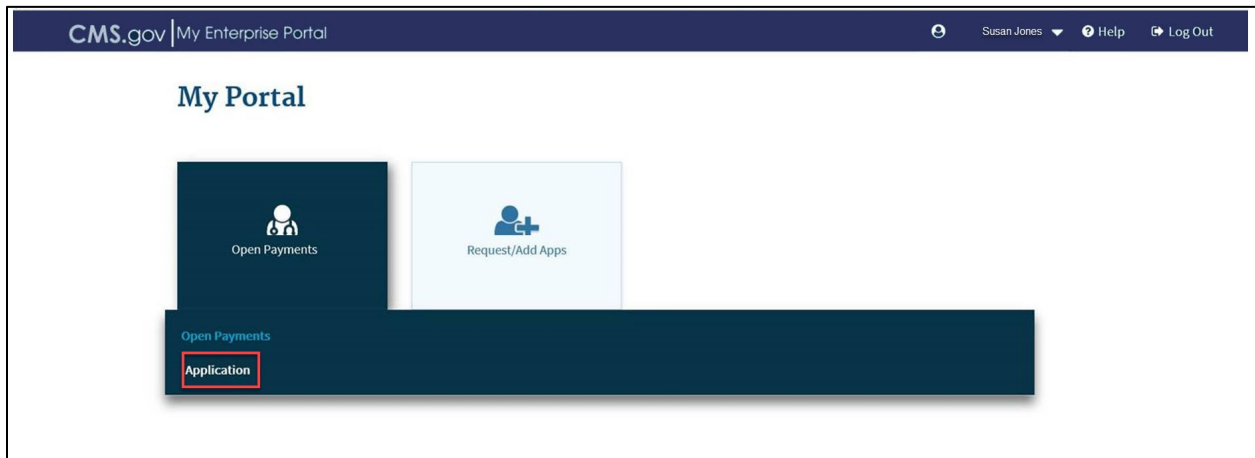 CMS.gov My Enterprise Portal Susan Jones Help Log Out
My Portal
Open Payments Request/Add Apps
Open Payments
Application